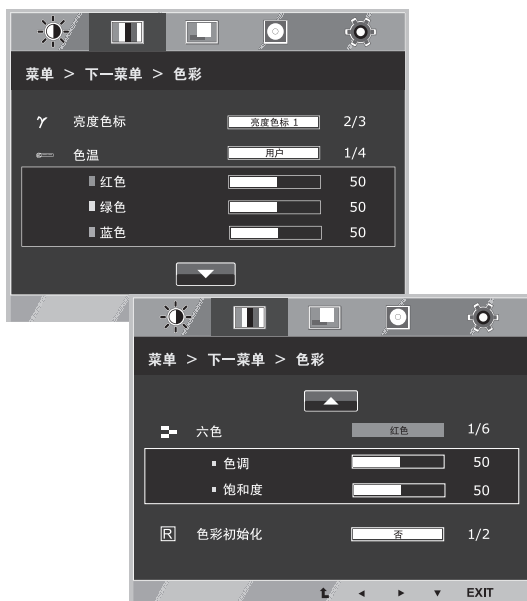 菜单 > 下一菜单 > 色彩
γ 亮度色标 亮度色标 1 2/3
色温 用户 1/4
红色 50
绿色 50
蓝色 50
菜单 > 下一菜单 > 色彩
六色 红色 1/6
色调 50
饱和度 50
R 色彩初始化 否 1/2
EXIT